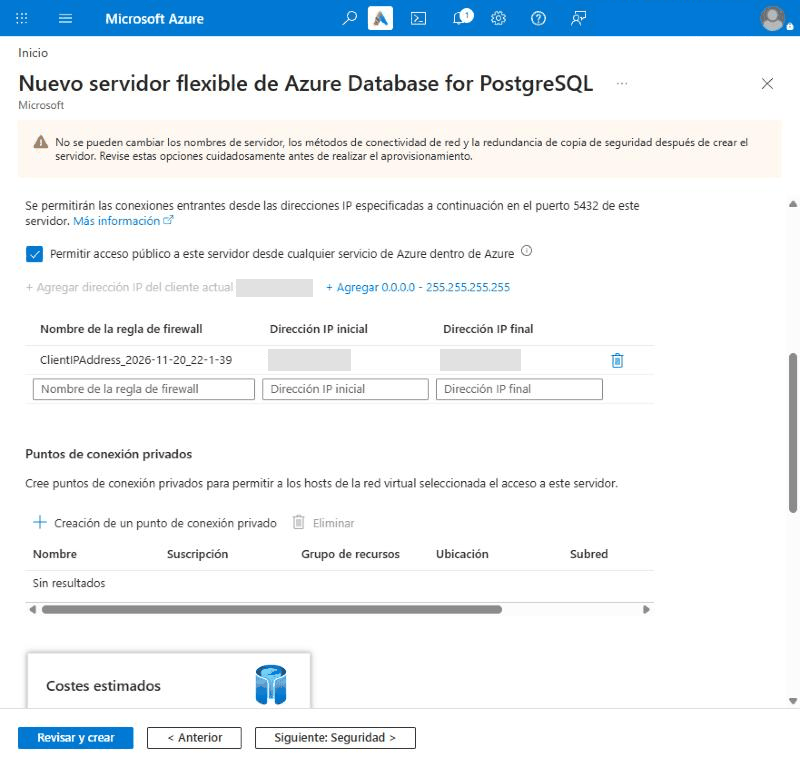 Microsoft Azure
1
Inicio
Nuevo servidor flexible de Azure Database for PostgreSQL ...
Microsoft
No se pueden cambiar los nombres de servidor, los métodos de conectividad de red y la redundancia de copia de seguridad después de crear el
servidor. Revise estas opciones cuidadosamente antes de realizar el aprovisionamiento.
Se permitirán las conexiones entrantes desde las direcciones IP especificadas a continuación en el puerto 5432 de este
servidor. Más información
Permitir acceso público a este servidor desde cualquier servicio de Azure dentro de Azure
+ Agregar dirección IP del cliente actual + Agregar 0.0.0.0 - 255.255.255.255
Nombre de la regla de firewall Dirección IP inicial Dirección IP final
ClientIPAddress_2026-11-20_22-1-39
Nombre de la regla de firewall Dirección IP inicial Dirección IP final
Puntos de conexión privados
Cree puntos de conexión privados para permitir a los hosts de la red virtual seleccionada el acceso a este servidor.
+ Creación de un punto de conexión privado Eliminar
Nombre Suscripción Grupo de recursos Ubicación Subred
Sin resultados
Costes estimados
Revisar y crear < Anterior Siguiente: Seguridad >